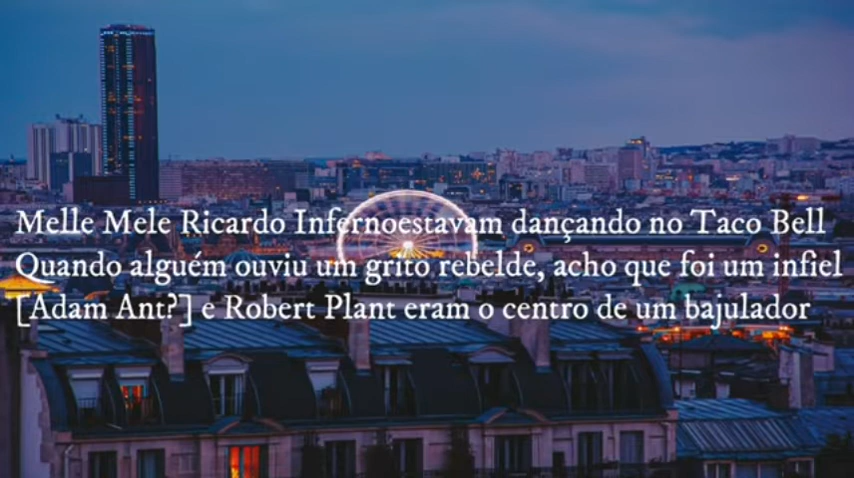 Melle Mele Ricardo Infernoestavam dançando no Taco Bell
Quando alguém ouviu um grito rebelde, acho que foi um infiel
[Adam Ant?] e Robert Plant eram o centro de um bajulador